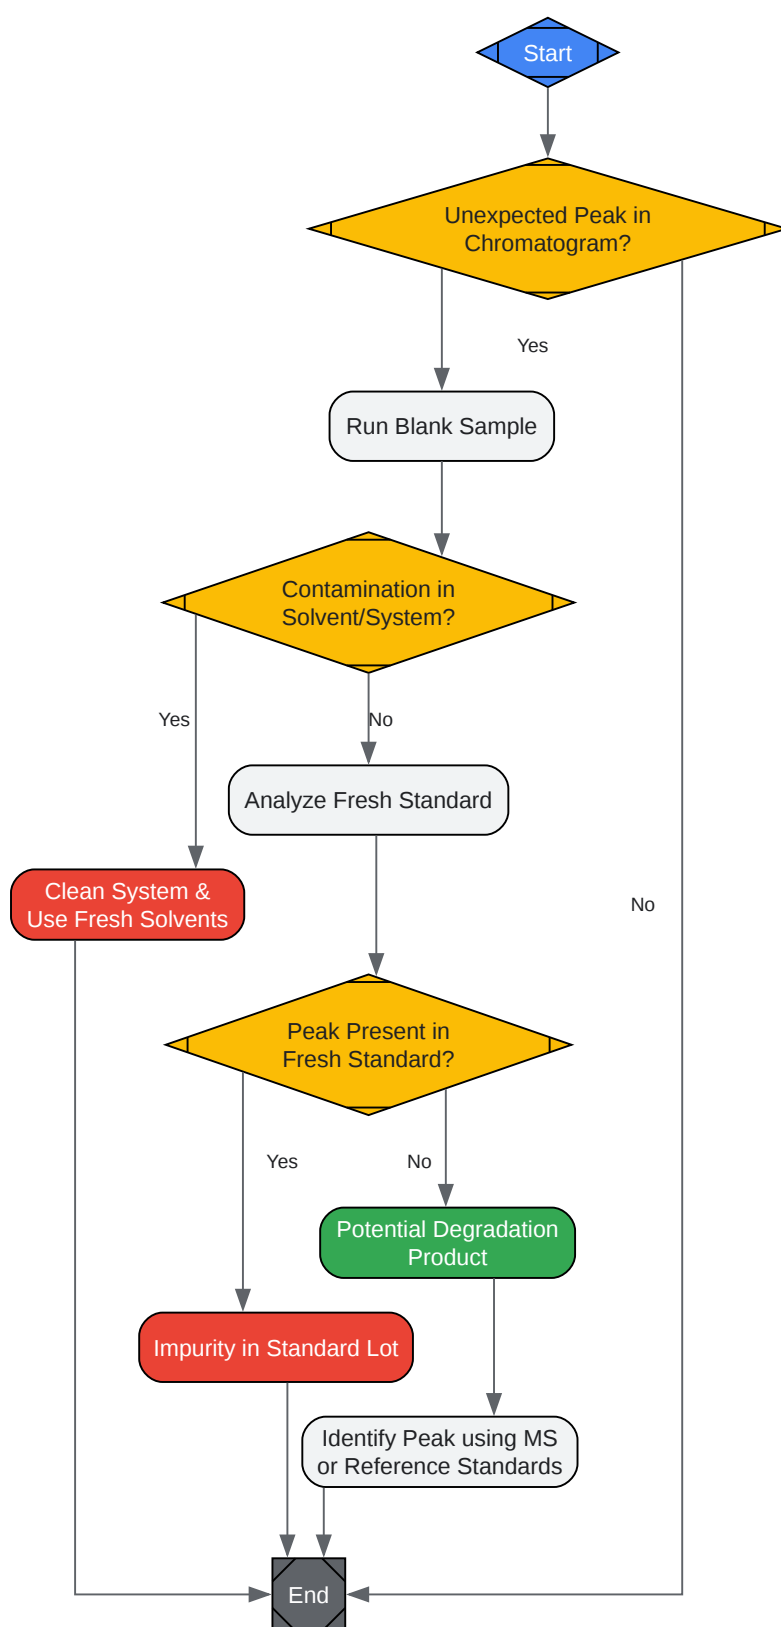 Start
Unexpected Peak in
Chromatogram?
Yes
Run Blank Sample
Contamination in
Solvent/System?
Yes
No
Analyze Fresh Standard
Clean System &
Use Fresh Solvents
No
Peak Present in
Fresh Standard?
Yes
No
Potential Degradation
Product
Impurity in Standard Lot
Identify Peak using MS
or Reference Standards
End